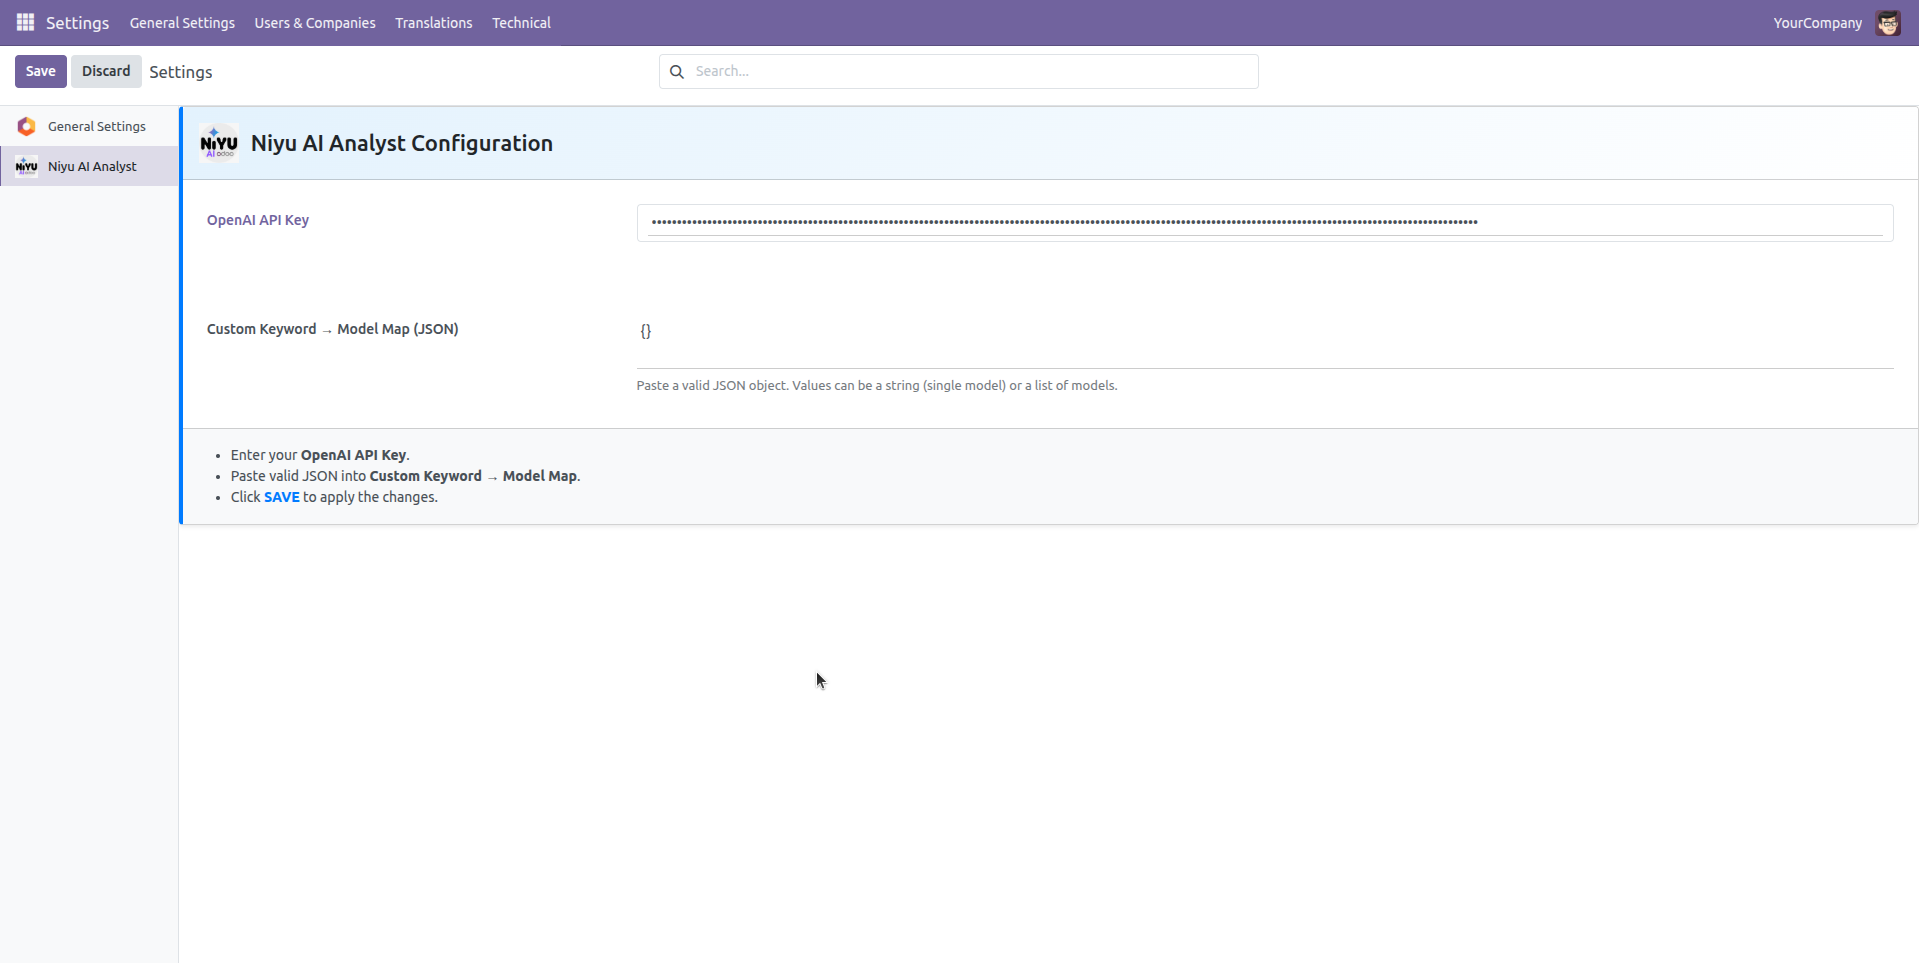 Settings General Settings Users & Companies Translations Technical YourCompany
Save Discard Settings Search...
General Settings
Niyu AI Analyst
NiYU
AI odoo
Niyu AI Analyst Configuration
OpenAI API Key
Custom Keyword → Model Map (JSON) {}
Paste a valid JSON object. Values can be a string (single model) or a list of models.
• Enter your OpenAI API Key.
• Paste valid JSON into Custom Keyword → Model Map.
• Click SAVE to apply the changes.